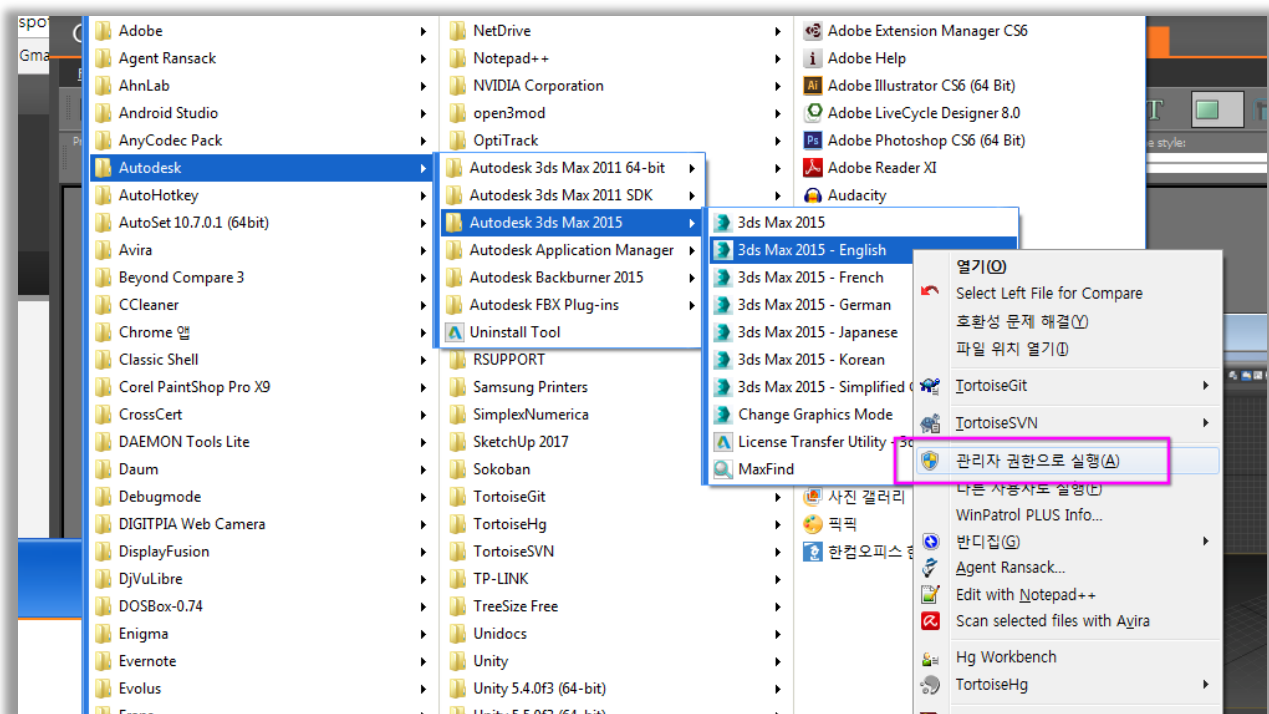 Adobe
Agent Ransack
AhnLab
Android Studio
AnyCodec Pack
Autodesk
AutoHotkey
AutoSet 10.7.0.1 (64bit)
Avira
Beyond Compare 3
CCleaner
Chrome 앱
Classic Shell
Corel PaintShop Pro X9
CrossCert
DAEMON Tools Lite
Daum
Debugmode
DIGITPIA Web Camera
DisplayFusion
DjVuLibre
DOSBox-0.74
Enigma
Evernote
Evolus
NetDrive
Notepad++
NVIDIA Corporation
open3mod
OptiTrack
Autodesk 3ds Max 2011 64-bit
Autodesk 3ds Max 2011 SDK
Autodesk 3ds Max 2015
Autodesk Application Manager
Autodesk Backburner 2015
Autodesk FBX Plug-ins
Uninstall Tool
RSUPPORT
Samsung Printers
SimplexNumerica
SketchUp 2017
Sokoban
TortoiseGit
TortoiseHg
TortoiseSVN
TP-LINK
TreeSize Free
Unidocs
Unity
Unity 5.4.0f3 (64-bit)
Adobe Extension Manager CS6
Adobe Help
Adobe Illustrator CS6 (64 Bit)
Adobe LiveCycle Designer 8.0
Adobe Photoshop CS6 (64 Bit)
Adobe Reader XI
Audacity
3ds Max 2015
3ds Max 2015 - English
3ds Max 2015 - French
3ds Max 2015 - German
3ds Max 2015 - Japanese
3ds Max 2015 - Korean
3ds Max 2015 - Simplified
Change Graphics Mode
License Transfer Utility -
MaxFind
사진 갤러리
픽픽
한컴오피스
열기(O)
Select Left File for Compare
호환성 문제 해결(Y)
파일 위치 열기(I)
TortoiseGit
TortoiseSVN
관리자 권한으로 실행(A)
다른 사용자로 실행(F)
WinPatrol PLUS Info...
반디집(G)
Agent Ransack...
Edit with Notepad++
Scan selected files with Avira
Hg Workbench
TortoiseHg
e style: